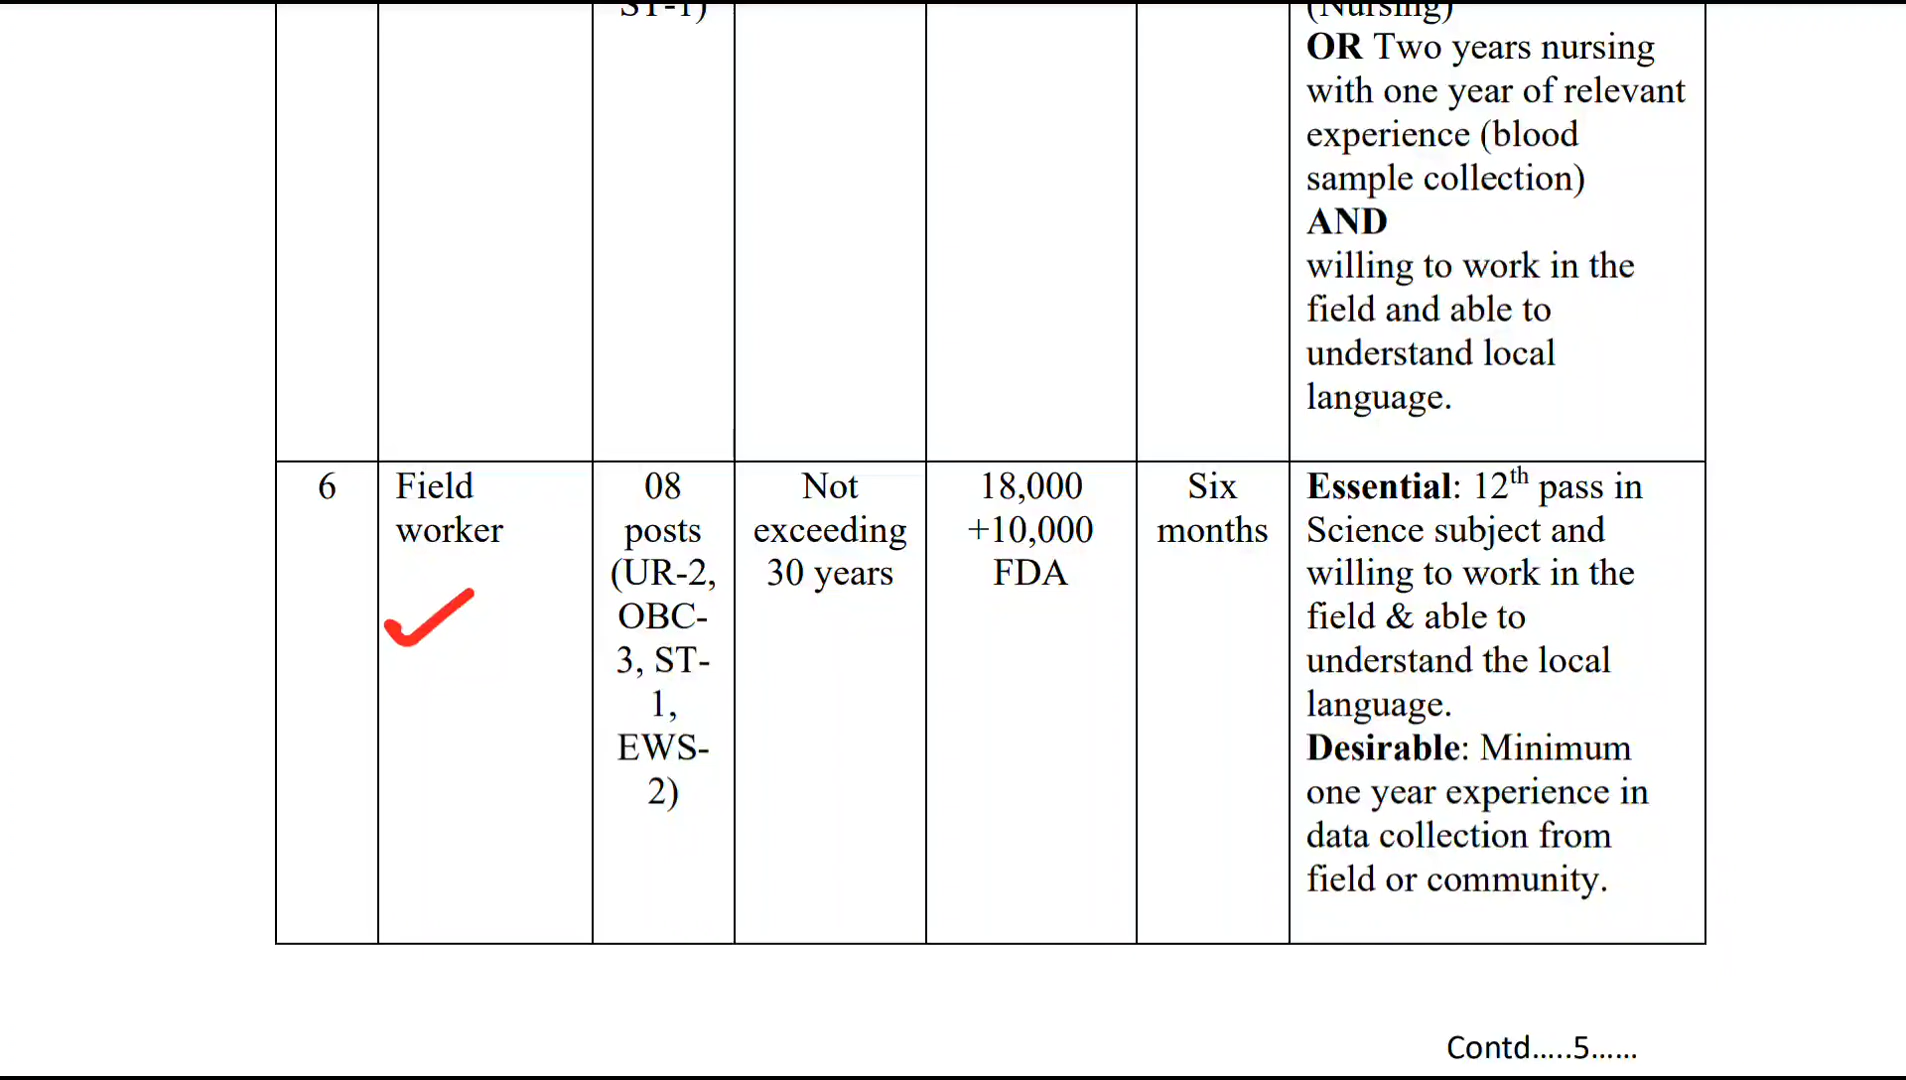 ST-1)
(Nursing)
OR Two years nursing
with one year of relevant
experience (blood
sample collection)
AND
willing to work in the
field and able to
understand local
language.
6
Field
worker
08
posts
(UR-2,
OBC-
3, ST-
1,
EWS-
2)
Not
exceeding
30 years
18,000
+10,000
FDA
Six
months
Essential: 12th pass in
Science subject and
willing to work in the
field & able to
understand the local
language.
Desirable: Minimum
one year experience in
data collection from
field or community.
Contd.....5......